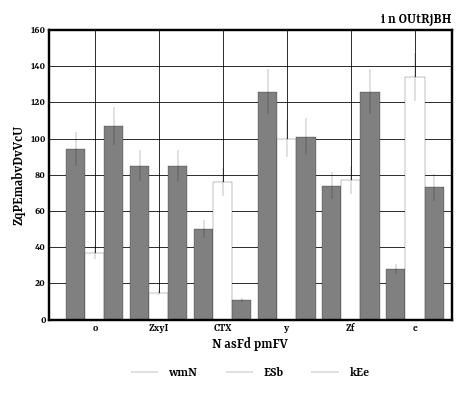 i n OUtRjBH
160
140
120
100
80
60
40
20
0
ZqPEmabvDvVcU
o ZxyI CTX y Zf c
N asFd pmFV
wmN ESb kEe